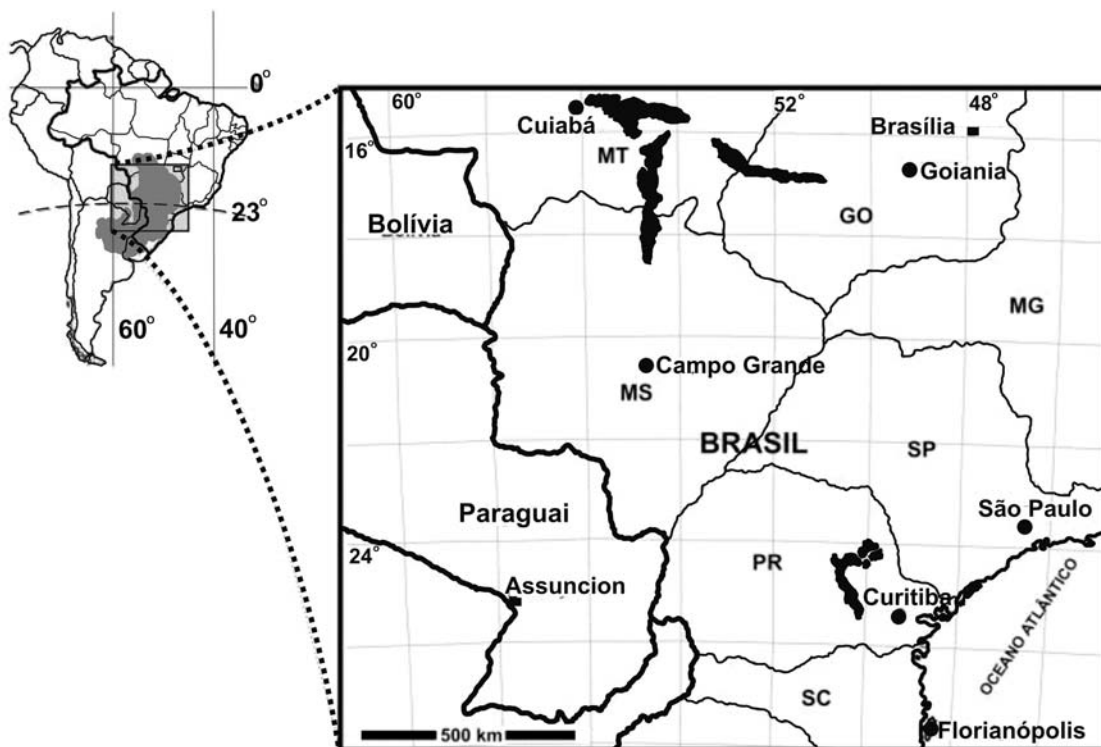 0°
23°
60°
40°
60°
52°
48°
Cuiabá
Brasília
16°
MT
Goiania
Bolívia
GO
MG
20°
Campo Grande
MS
BRASIL
SP
Paraguai
São Paulo
24°
PR
Assuncion
Curitiba
OCEANO ATLÂNTICO
SC
500 km
Florianópolis